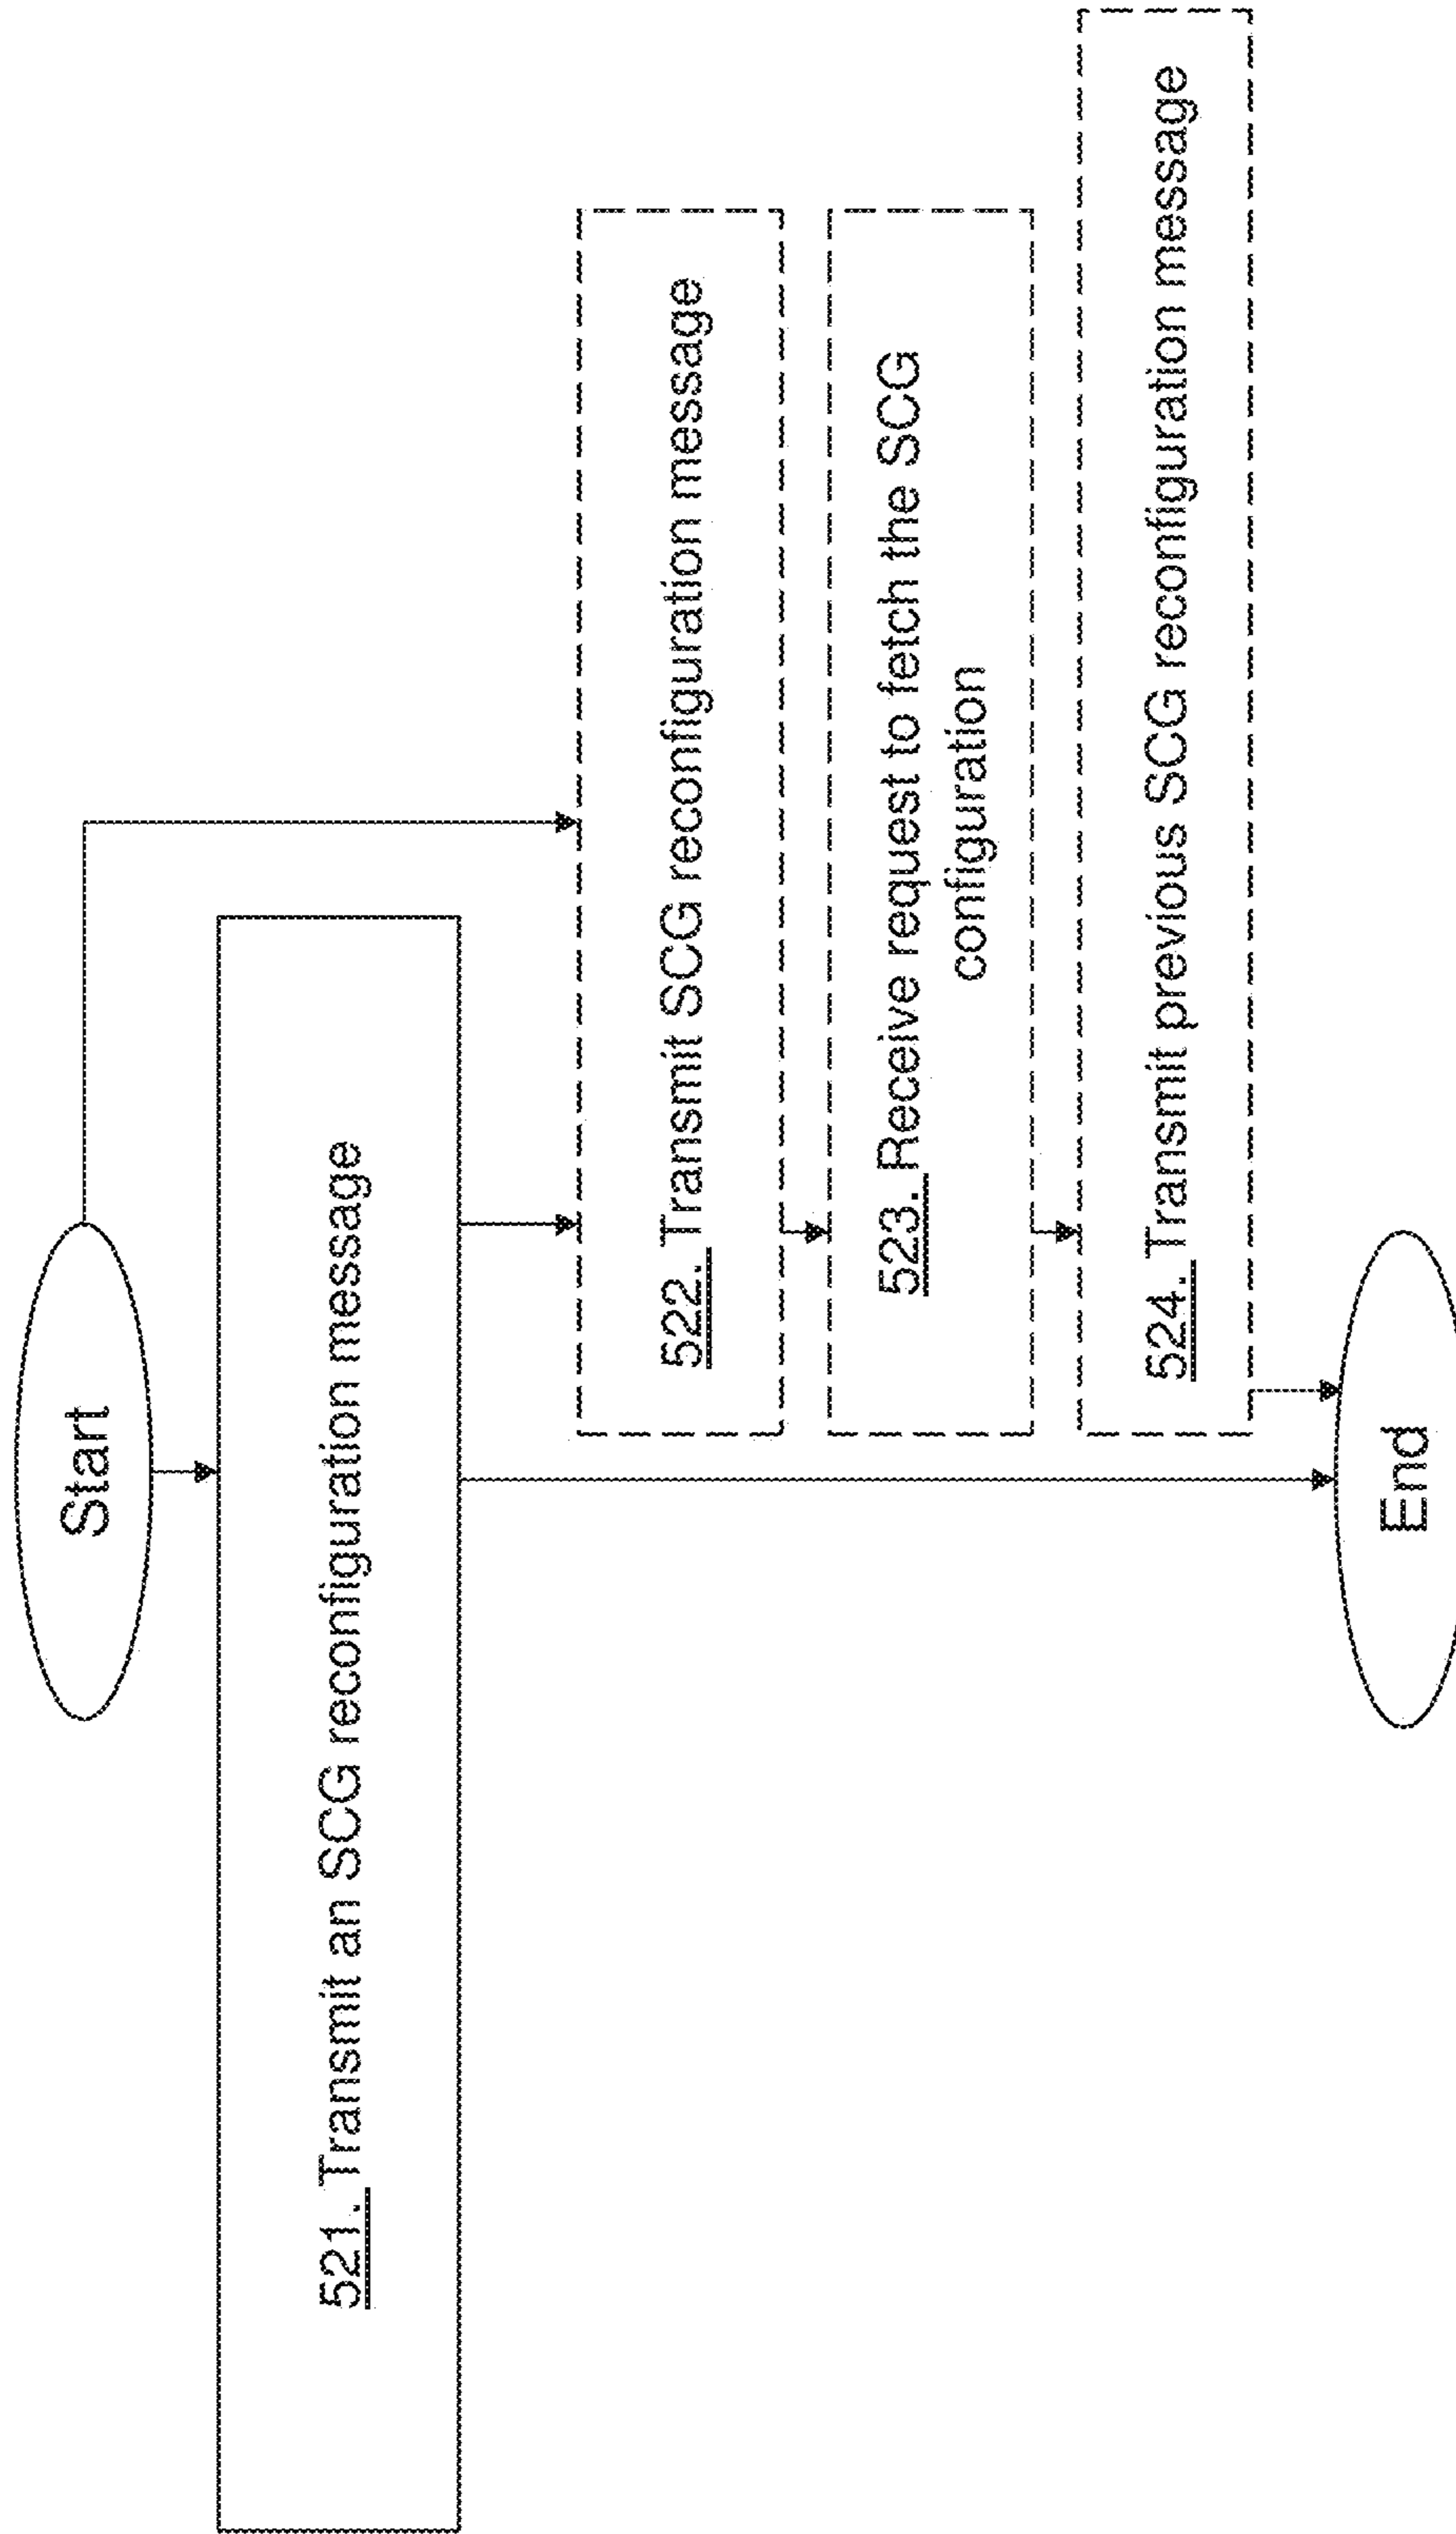 Start
521. Transmit an SCG reconfiguration message
522. Transmit SCG reconfiguration message
523. Receive request to fetch the SCG
configuration
524. Transmit previous SCG reconfiguration message
End